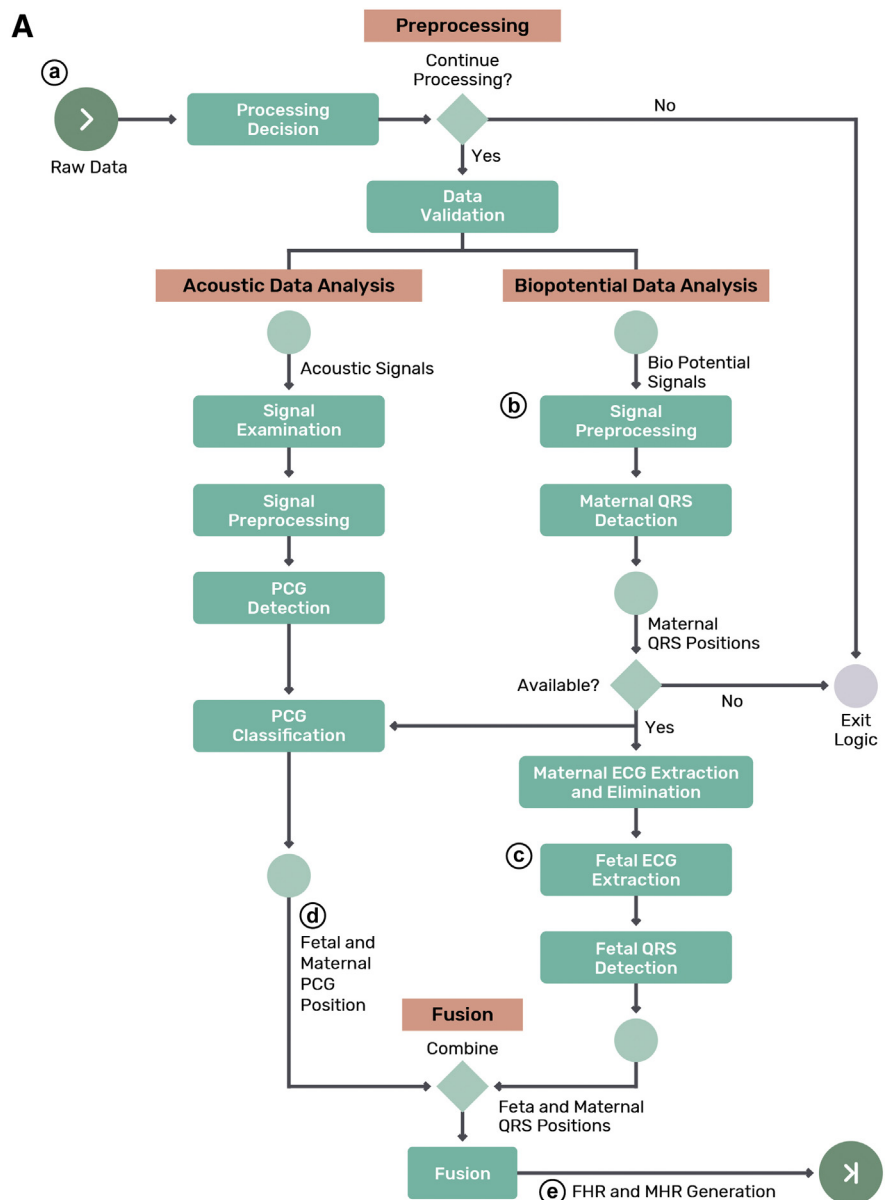 A
Preprocessing
a
Continue
Processing?
Processing
Decision
No
Raw Data
Yes
Data
Validation
Acoustic Data Analysis
Biopotential Data Analysis
Acoustic Signals
Bio Potential
Signals
Signal
Examination
b
Signal
Preprocessing
Signal
Preprocessing
Maternal QRS
Detaction
PCG
Detection
Maternal
QRS Positions
Available?
No
Yes
Exit
Logic
PCG
Classification
Maternal ECG Extraction
and Elimination
c
Fetal ECG
Extraction
d
Fetal and
Maternal
PCG
Position
Fetal QRS
Detection
Fusion
Combine
Feta and Maternal
QRS Positions
Fusion
e FHR and MHR Generation